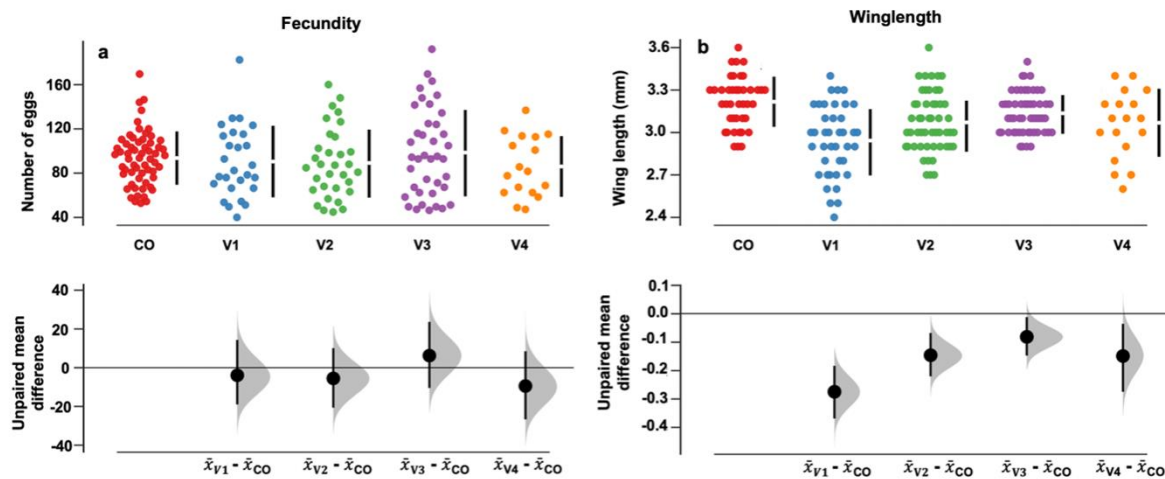 Fecundity
a
Number of eggs
160
120
80
40
CO V1 V2 V3 V4
Unpaired mean
difference
40
20
0
-20
-40
x̄V1 - x̄CO x̄V2 - x̄CO x̄V3 - x̄CO x̄V4 - x̄CO
Winglength
b
Wing length (mm)
3.6
3.3
3.0
2.7
2.4
CO V1 V2 V3 V4
Unpaired mean
difference
0.1
0.0
-0.1
-0.2
-0.3
-0.4
x̄V1 - x̄CO x̄V2 - x̄CO x̄V3 - x̄CO x̄V4 - x̄CO